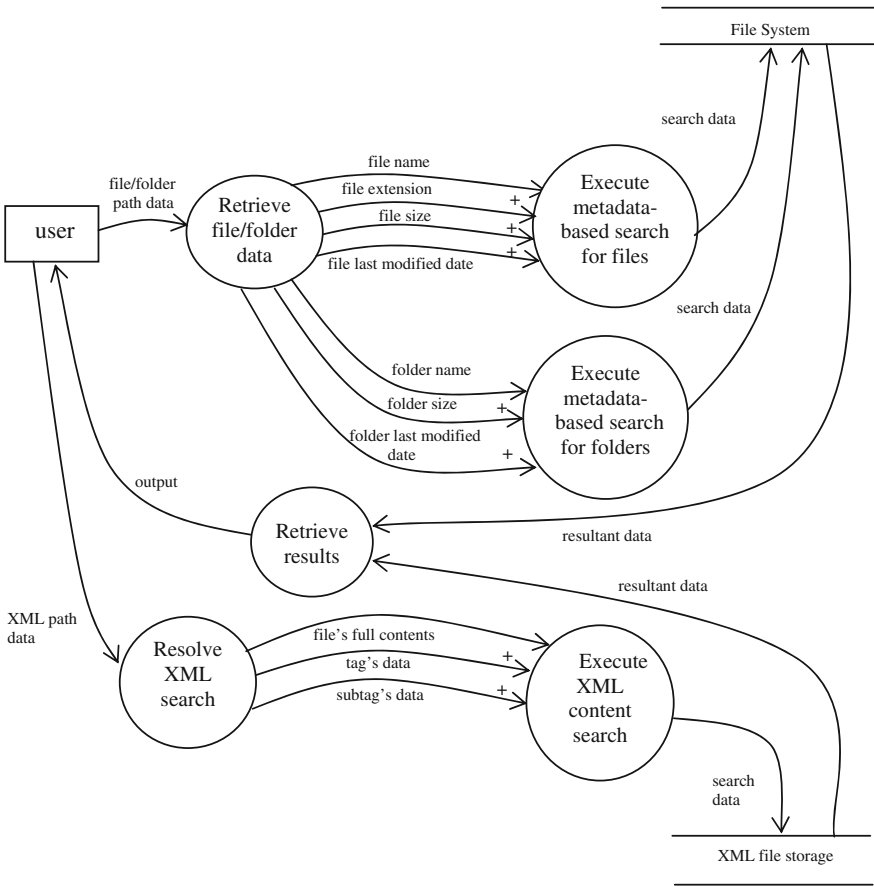 File System
search data
file name
file/folder
path data
file extension
+
Execute
metadata-
based search
for files
Retrieve
file/folder
data
file size
+
user
+
file last modified date
search data
folder name
Execute
metadata-
based search
for folders
folder size
+
folder last modified
date
+
output
Retrieve
results
resultant data
resultant data
XML path
data
file's full contents
Resolve
XML
search
tag's data
+
Execute
XML
content
search
subtag's data
+
search
data
XML file storage